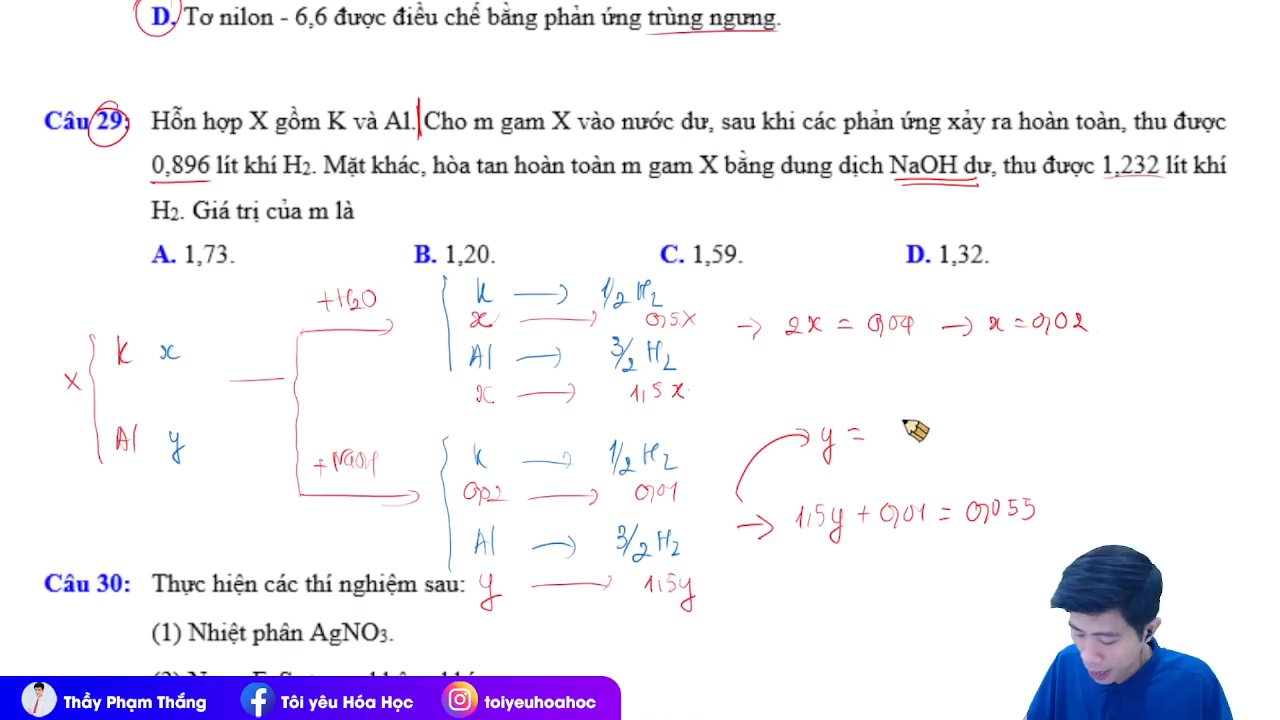 D. Tơ nilon - 6,6 được điều chế bằng phản ứng trùng ngưng.
Câu 29: Hỗn hợp X gồm K và Al. Cho m gam X vào nước dư, sau khi các phản ứng xảy ra hoàn toàn, thu được
0,896 lít khí H₂. Mặt khác, hòa tan hoàn toàn m gam X bằng dung dịch NaOH dư, thu được 1,232 lít khí
H₂. Giá trị của m là
A. 1,73. B. 1,20. C. 1,59. D. 1,32.
+H₂O
K → 1/2 H₂
x → 0,5x
→ 2x = 0,04 → x = 0,02
X K x
Al → 3/2 H₂
x → 1,5x
Al y
y =
+NaOH
K → 1/2 H₂
0,02 → 0,01
→ 1,5y + 0,01 = 0,055
Al → 3/2 H₂
y → 1,5y
Câu 30: Thực hiện các thí nghiệm sau:
(1) Nhiệt phân AgNO₃.
Thầy Phạm Thắng Tôi yêu Hóa Học toiyeuhoahoc